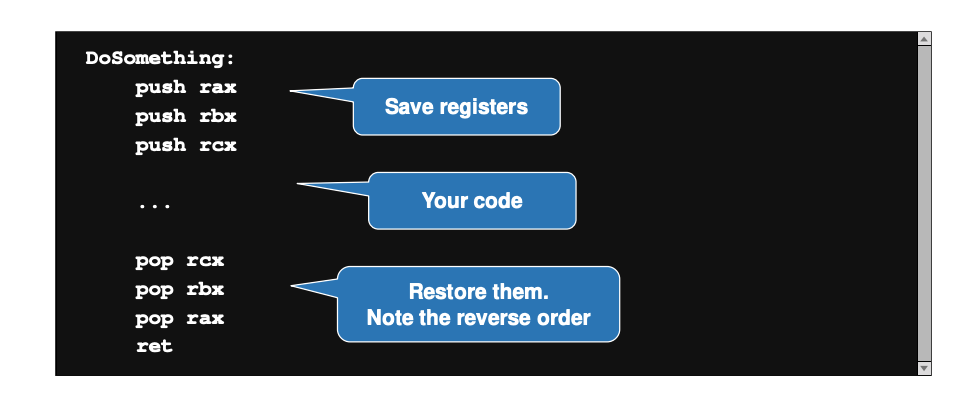 DoSomething:
push rax
Save registers
push rbx
push rcx
...
Your code
pop rcx
pop rbx
pop rax
ret
Restore them.
Note the reverse order